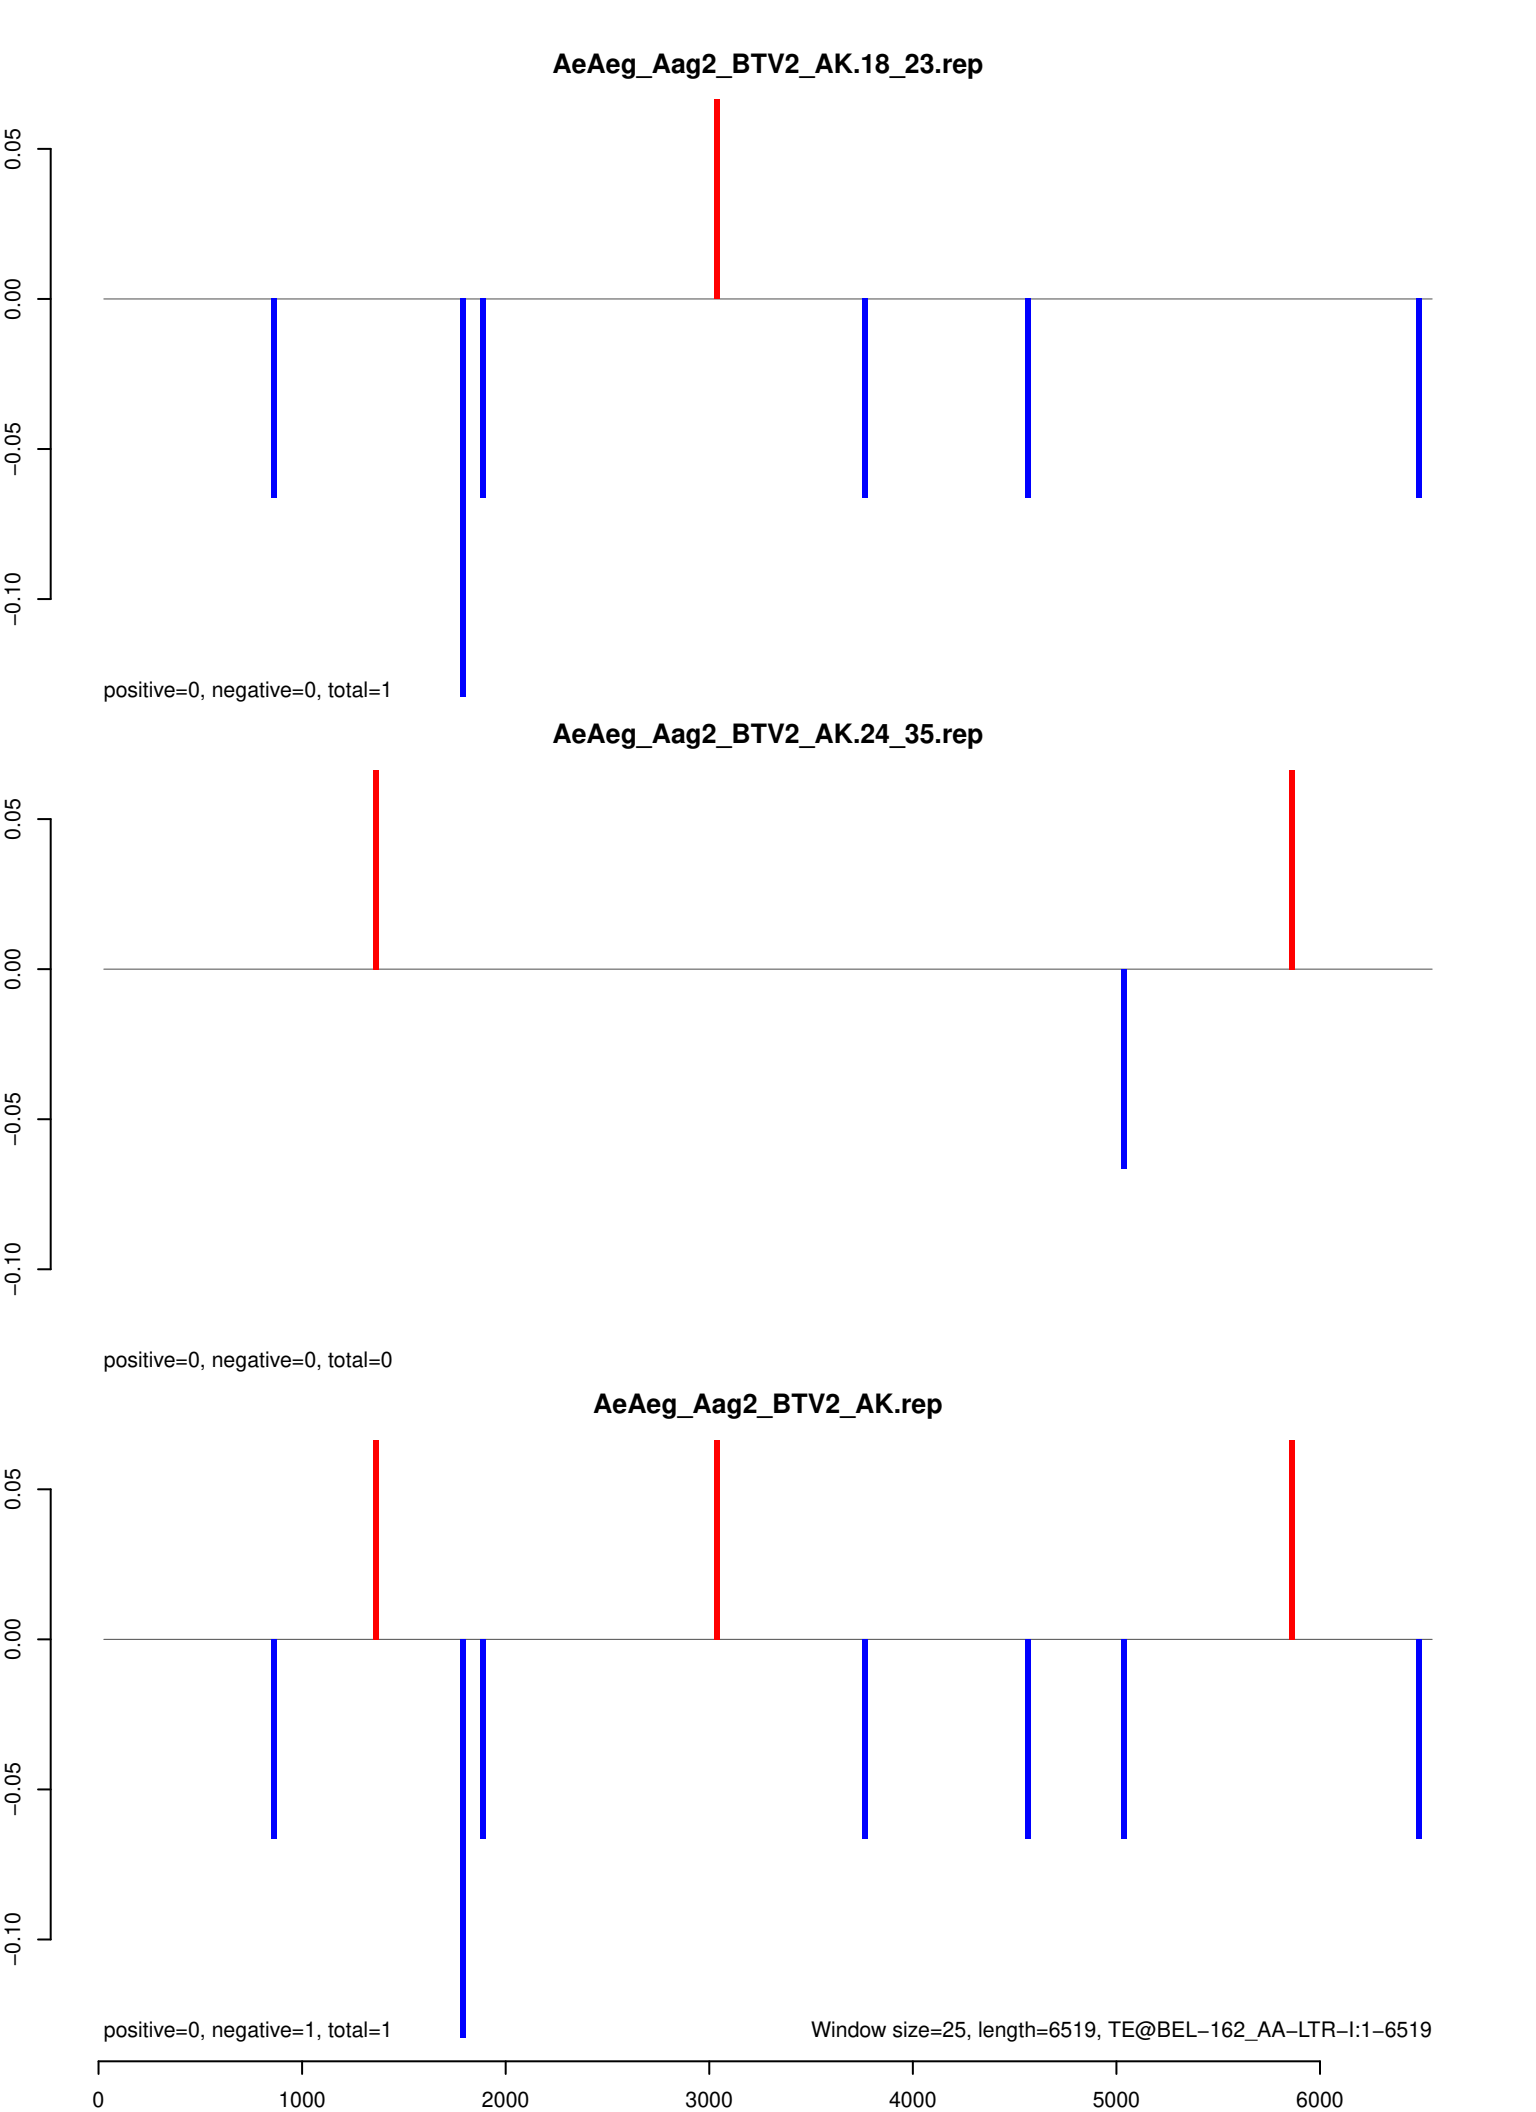 AeAeg_Aag2_BTV2_AK.18_23.rep
0.05
0.00
−0.05
−0.10
positive=0, negative=0, total=1
AeAeg_Aag2_BTV2_AK.24_35.rep
0.05
0.00
−0.05
−0.10
positive=0, negative=0, total=0
AeAeg_Aag2_BTV2_AK.rep
0.05
0.00
−0.05
−0.10
positive=0, negative=1, total=1
Window size=25, length=6519, TE@BEL−162_AA−LTR−I:1−6519
0 1000 2000 3000 4000 5000 6000